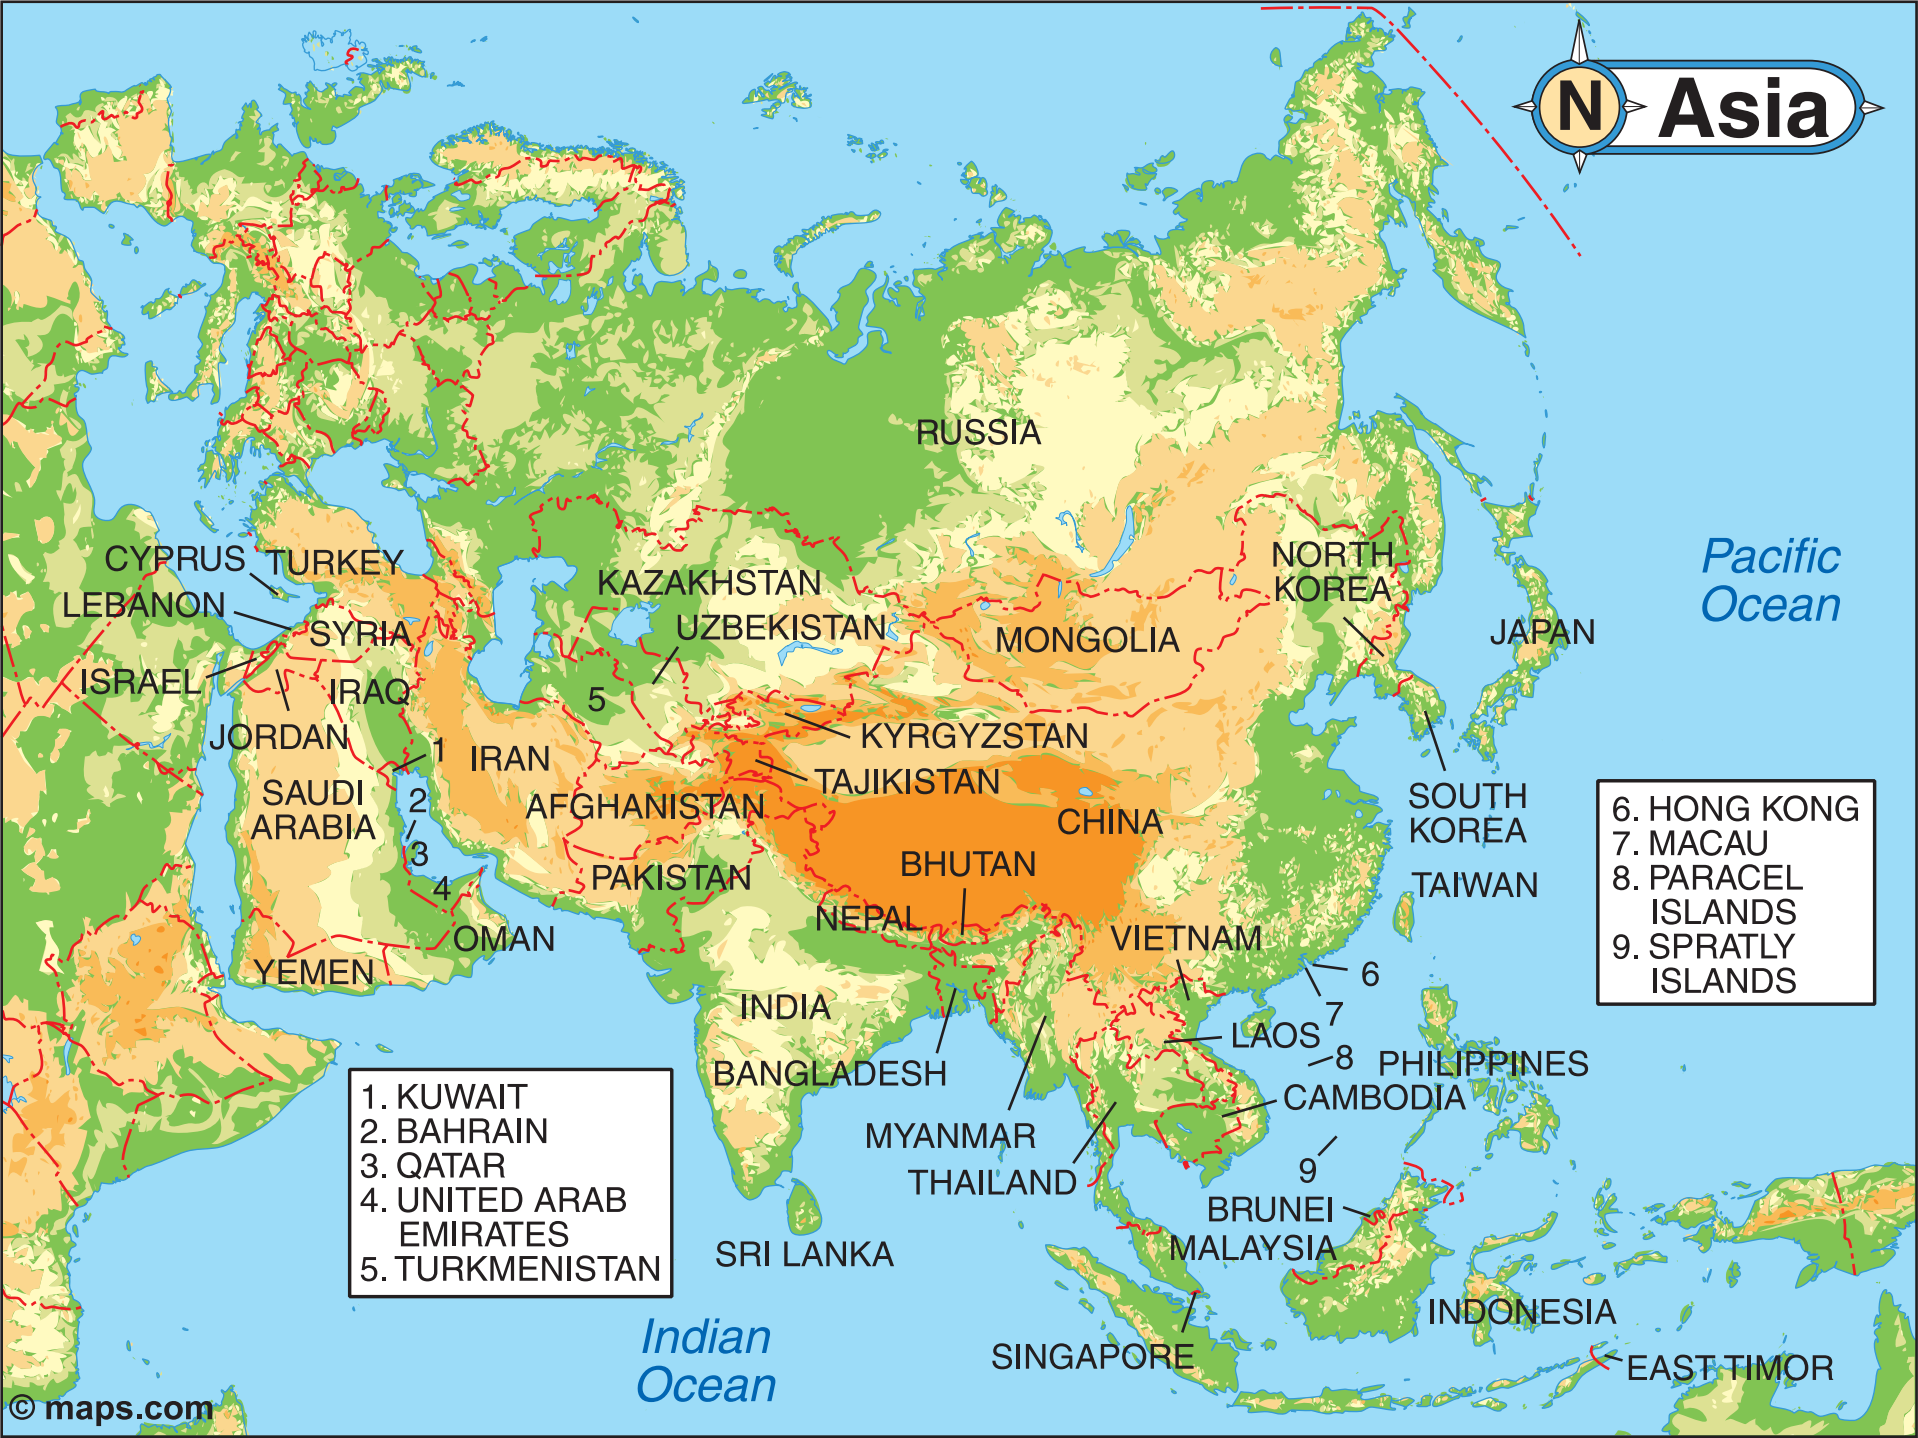 N Asia
RUSSIA
CYPRUS
TURKEY
LEBANON
SYRIA
ISRAEL
IRAQ
JORDAN
KAZAKHSTAN
UZBEKISTAN
MONGOLIA
NORTH
KOREA
JAPAN
Pacific
Ocean
5
1
IRAN
KYRGYZSTAN
TAJIKISTAN
AFGHANISTAN
CHINA
SAUDI
ARABIA
2
3
4
PAKISTAN
BHUTAN
NEPAL
SOUTH
KOREA
TAIWAN
OMAN
YEMEN
VIETNAM
INDIA
6
7
LAOS
8
PHILIPPINES
BANGLADESH
CAMBODIA
MYANMAR
THAILAND
9
BRUNEI
MALAYSIA
SRI LANKA
INDONESIA
SINGAPORE
EAST TIMOR
6. HONG KONG
7. MACAU
8. PARACEL
ISLANDS
9. SPRATLY
ISLANDS
1. KUWAIT
2. BAHRAIN
3. QATAR
4. UNITED ARAB
EMIRATES
5. TURKMENISTAN
Indian
Ocean
© maps.com